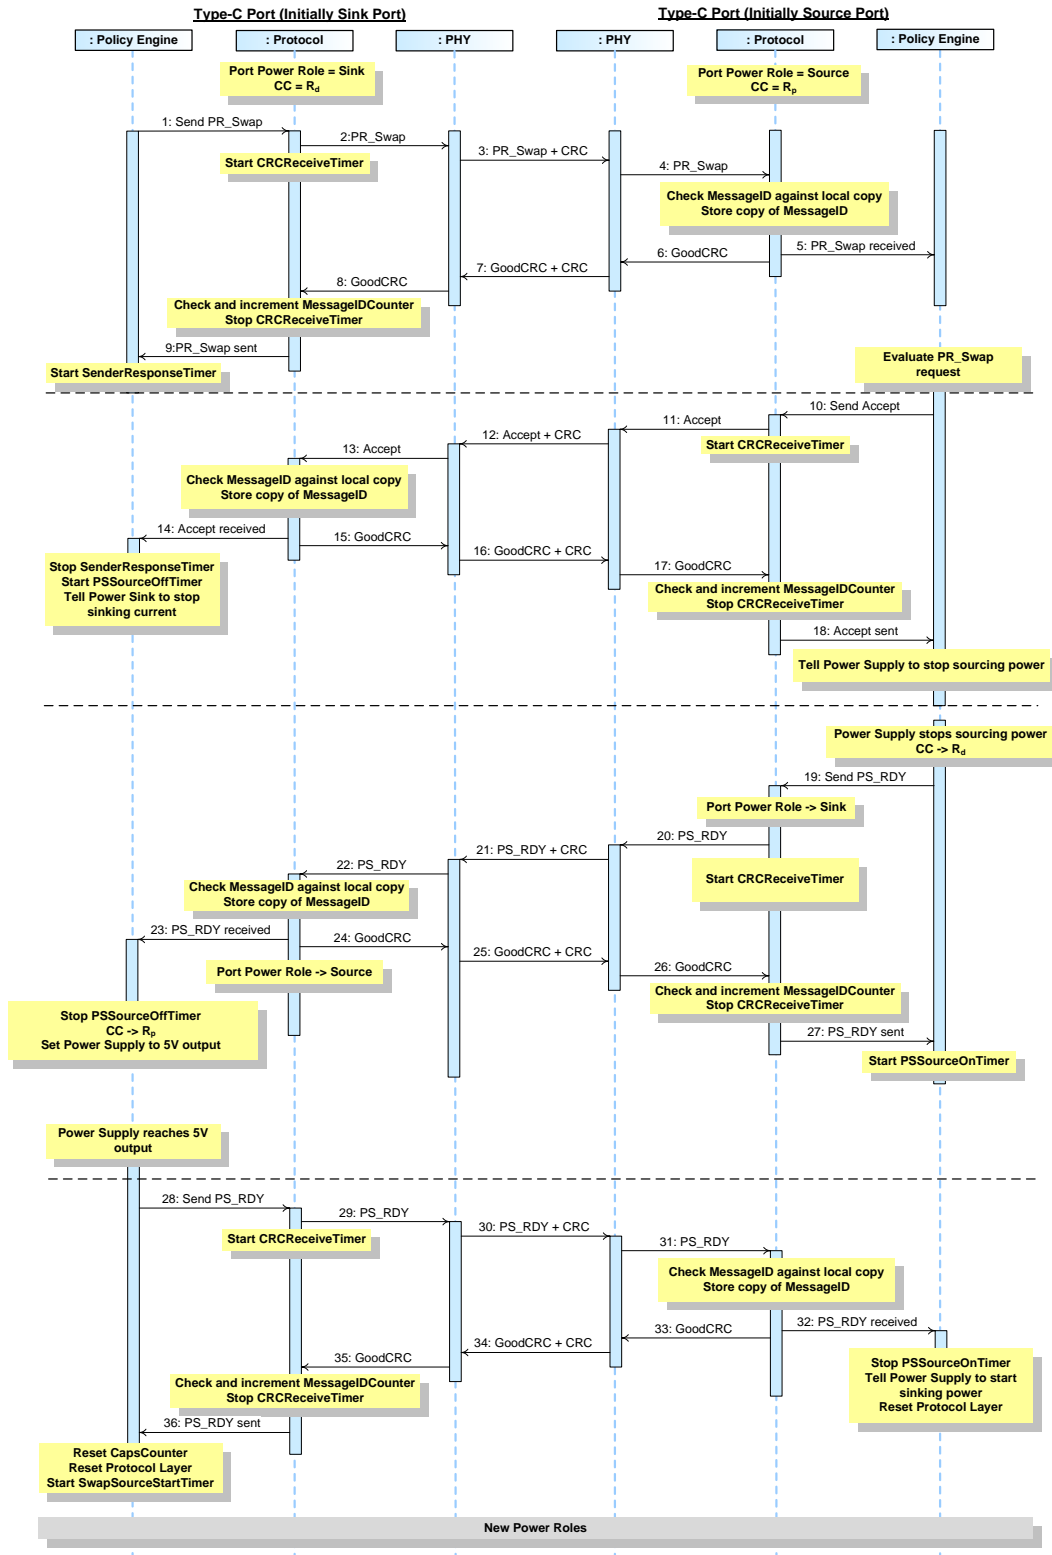 Type-C Port (Initially Sink Port)
Type-C Port (Initially Source Port)
: Policy Engine
: Protocol
: PHY
: PHY
: Protocol
: Policy Engine
Port Power Role = Sink
CC = Rd
Port Power Role = Source
CC = Rp
1: Send PR_Swap
2:PR_Swap
Start CRCReceiveTimer
3: PR_Swap + CRC
4: PR_Swap
Check MessageID against local copy
Store copy of MessageID
5: PR_Swap received
6: GoodCRC
7: GoodCRC + CRC
8: GoodCRC
Check and increment MessageIDCounter
Stop CRCReceiveTimer
9:PR_Swap sent
Start SenderResponseTimer
Evaluate PR_Swap
request
10: Send Accept
11: Accept
Start CRCReceiveTimer
12: Accept + CRC
13: Accept
Check MessageID against local copy
Store copy of MessageID
14: Accept received
15: GoodCRC
16: GoodCRC + CRC
17: GoodCRC
Stop SenderResponseTimer
Start PSSourceOffTimer
Tell Power Sink to stop
sinking current
Check and increment MessageIDCounter
Stop CRCReceiveTimer
18: Accept sent
Tell Power Supply to stop sourcing power
Power Supply stops sourcing power
CC -> Rd
19: Send PS_RDY
Port Power Role -> Sink
20: PS_RDY
21: PS_RDY + CRC
22: PS_RDY
Start CRCReceiveTimer
Check MessageID against local copy
Store copy of MessageID
23: PS_RDY received
24: GoodCRC
25: GoodCRC + CRC
26: GoodCRC
Port Power Role -> Source
Check and increment MessageIDCounter
Stop CRCReceiveTimer
Stop PSSourceOffTimer
CC -> Rp
Set Power Supply to 5V output
27: PS_RDY sent
Start PSSourceOnTimer
Power Supply reaches 5V
output
28: Send PS_RDY
29: PS_RDY
Start CRCReceiveTimer
30: PS_RDY + CRC
31: PS_RDY
Check MessageID against local copy
Store copy of MessageID
32: PS_RDY received
33: GoodCRC
34: GoodCRC + CRC
35: GoodCRC
Stop PSSourceOnTimer
Tell Power Supply to start
sinking power
Reset Protocol Layer
Check and increment MessageIDCounter
Stop CRCReceiveTimer
36: PS_RDY sent
Reset CapsCounter
Reset Protocol Layer
Start SwapSourceStartTimer
New Power Roles